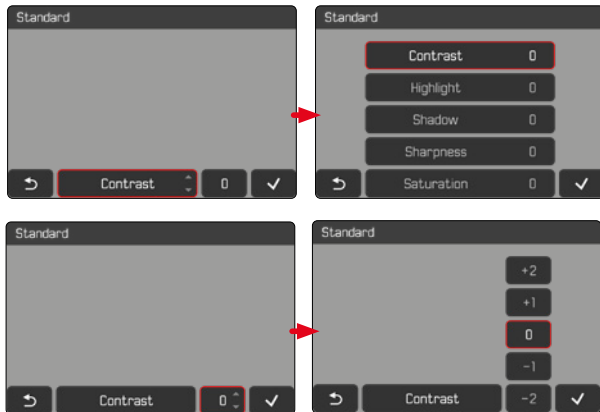 Standard
Contrast 0
Standard
Contrast 0
Highlight 0
Shadow 0
Sharpness 0
Saturation 0
Standard
Contrast 0
Standard
+2
+1
0
-1
Contrast -2